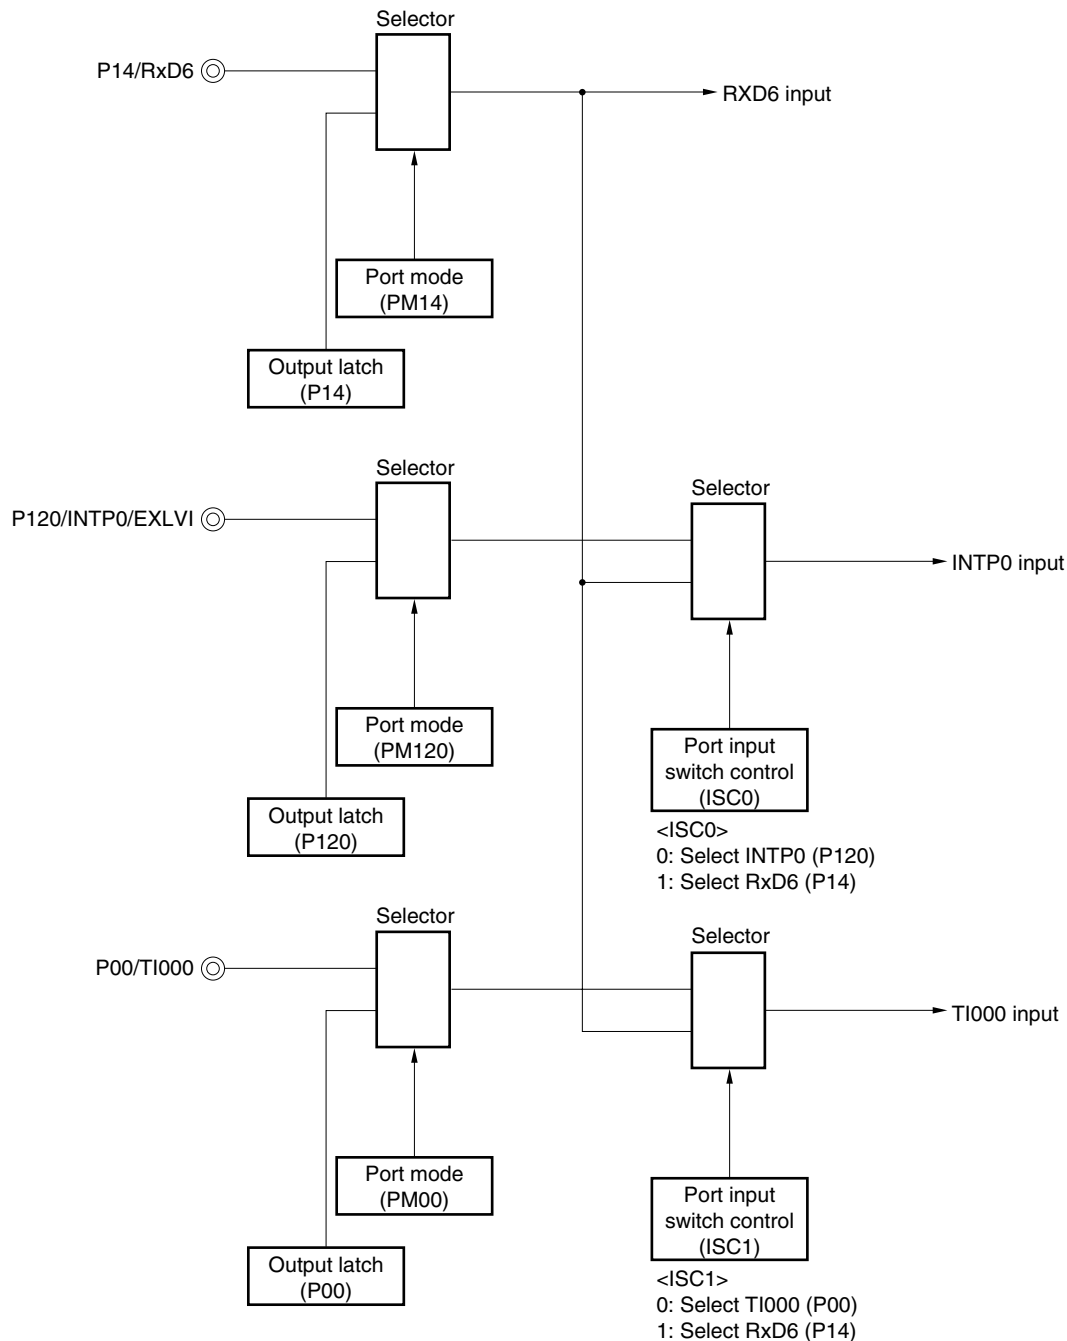 Selector
P14/RxD6
RXD6 input
Port mode
(PM14)
Output latch
(P14)
Selector
Selector
P120/INTP0/EXLVI
INTP0 input
Port mode
(PM120)
Port input
switch control
(ISC0)
Output latch
(P120)
<ISC0>
0: Select INTP0 (P120)
1: Select RxD6 (P14)
Selector
Selector
P00/TI000
TI000 input
Port mode
(PM00)
Port input
switch control
(ISC1)
Output latch
(P00)
<ISC1>
0: Select TI000 (P00)
1: Select RxD6 (P14)